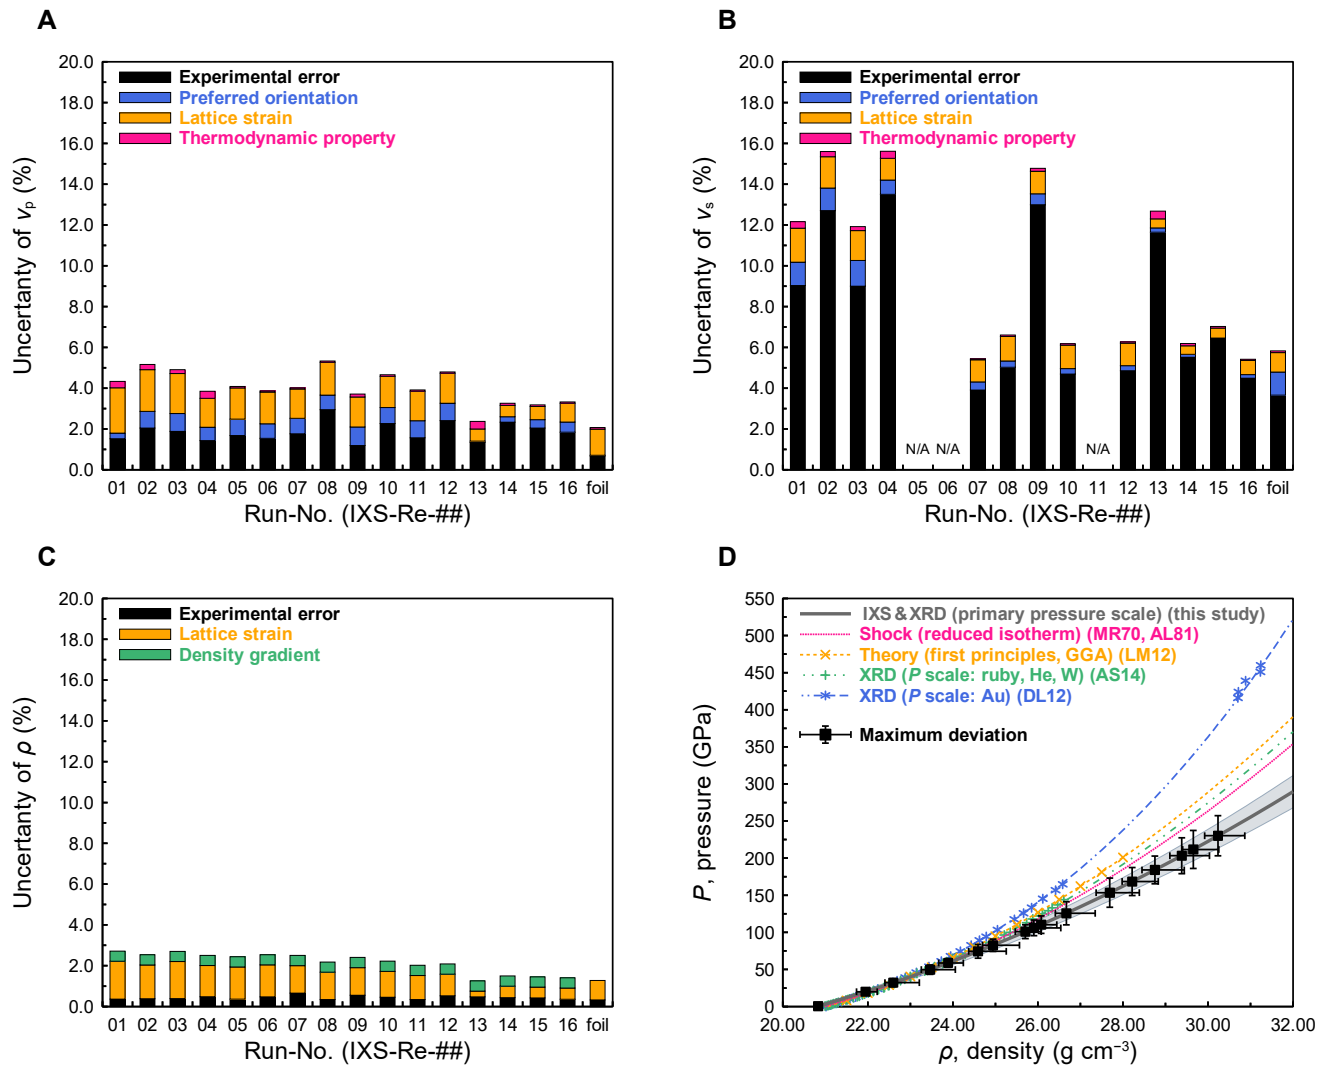 A
20.0
18.0
16.0
14.0
12.0
10.0
8.0
6.0
4.0
2.0
0.0
Uncertanty of vₚ (%)
Experimental error
Preferred orientation
Lattice strain
Thermodynamic property
01 02 03 04 05 06 07 08 09 10 11 12 13 14 15 16 foil
Run-No. (IXS-Re-##)
B
20.0
18.0
16.0
14.0
12.0
10.0
8.0
6.0
4.0
2.0
0.0
Uncertanty of vₛ (%)
Experimental error
Preferred orientation
Lattice strain
Thermodynamic property
N/A N/A N/A
01 02 03 04 05 06 07 08 09 10 11 12 13 14 15 16 foil
Run-No. (IXS-Re-##)
C
20.0
18.0
16.0
14.0
12.0
10.0
8.0
6.0
4.0
2.0
0.0
Uncertanty of ρ (%)
Experimental error
Lattice strain
Density gradient
01 02 03 04 05 06 07 08 09 10 11 12 13 14 15 16 foil
Run-No. (IXS-Re-##)
D
550
500
450
400
350
300
250
200
150
100
50
0
P, pressure (GPa)
IXS & XRD (primary pressure scale) (this study)
Shock (reduced isotherm) (MR70, AL81)
Theory (first principles, GGA) (LM12)
XRD (P scale: ruby, He, W) (AS14)
XRD (P scale: Au) (DL12)
Maximum deviation
20.00 22.00 24.00 26.00 28.00 30.00 32.00
ρ, density (g cm⁻³)